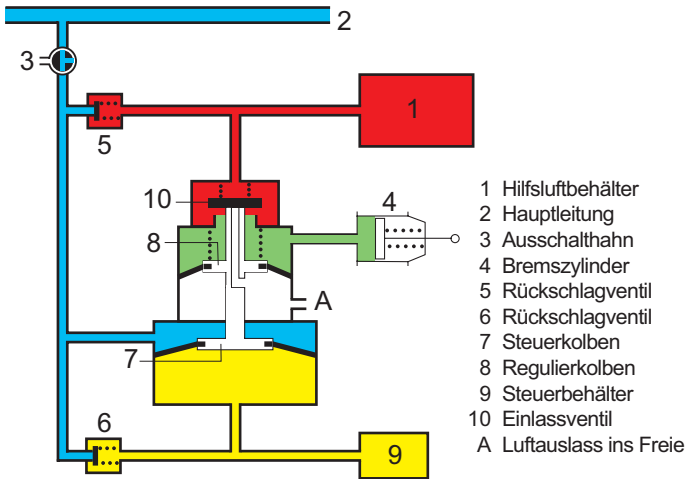 2
3
1
5
10
4
8
A
7
6
9
1 Hilfsluftbehälter
2 Hauptleitung
3 Ausschalthahn
4 Bremszylinder
5 Rückschlagventil
6 Rückschlagventil
7 Steuerkolben
8 Regulierkolben
9 Steuerbehälter
10 Einlassventil
A Luftauslass ins Freie